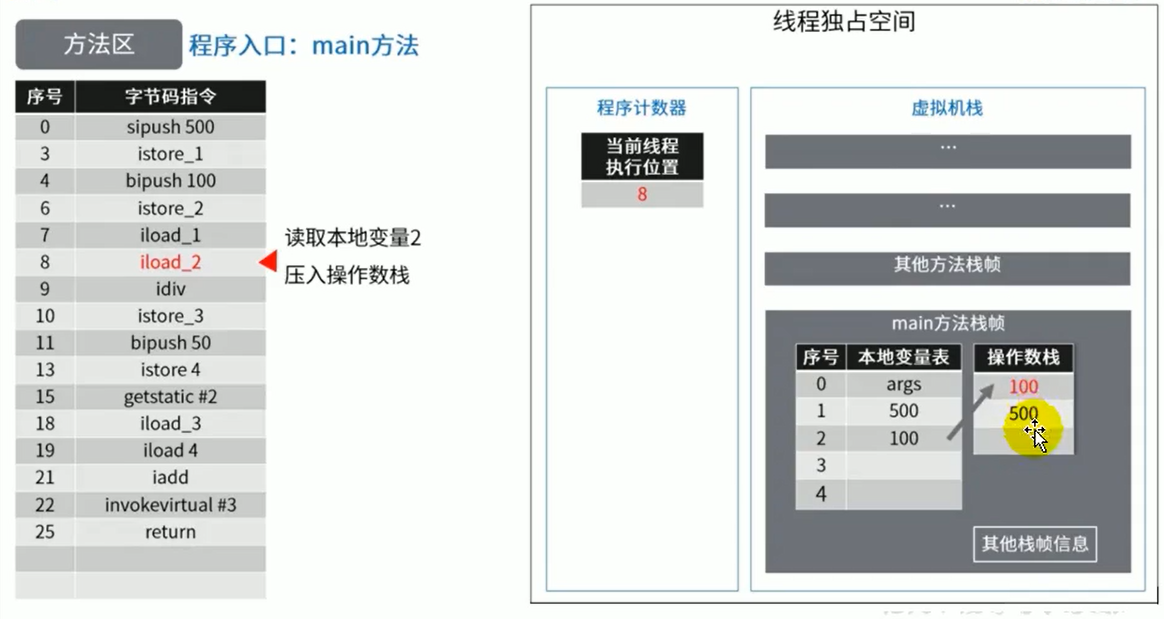 方法区
程序入口：main方法
序号 字节码指令
0 sipush 500
3 istore_1
4 bipush 100
6 istore_2
7 iload_1
8 iload_2
9 idiv
10 istore_3
11 bipush 50
13 istore 4
15 getstatic #2
18 iload_3
19 iload 4
21 iadd
22 invokevirtual #3
25 return
读取本地变量2
压入操作数栈
线程独占空间
程序计数器
当前线程
执行位置
8
虚拟机栈
...
...
其他方法栈帧
main方法栈帧
序号 本地变量表
0 args
1 500
2 100
3
4
操作数栈
100
500
其他栈帧信息